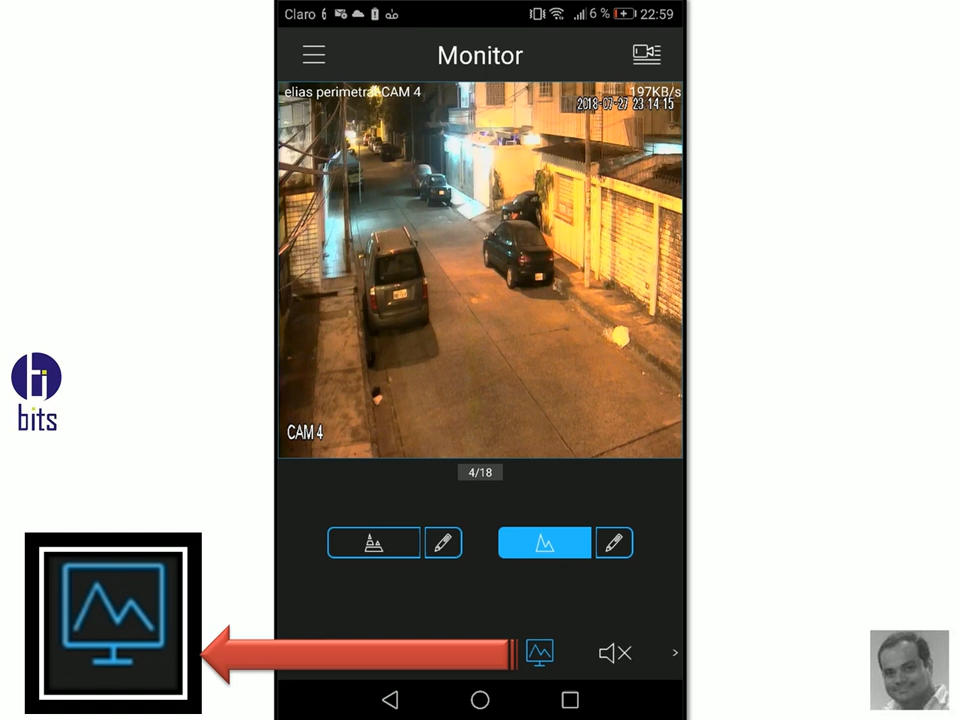 Claro 6 % 22:59
Monitor
elias perimetral CAM 4 197KB/s
2018-07-27 23:14:15
CAM 4
4/18
bits